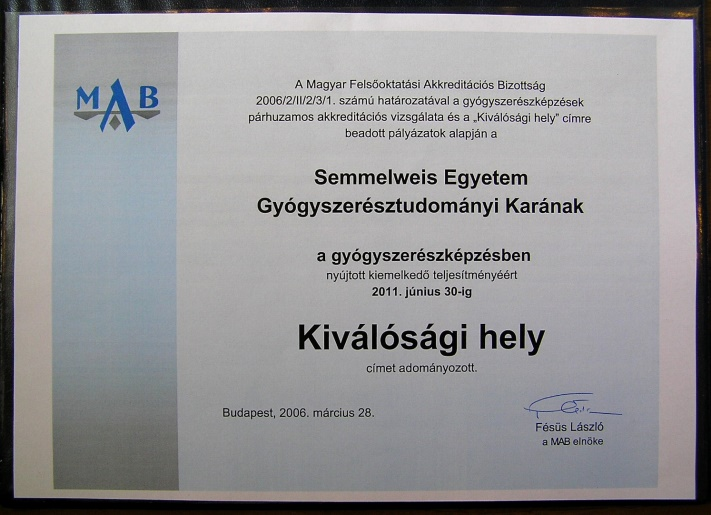 MAB
A Magyar Felsőoktatási Akkreditációs Bizottság
2006/2/II/2/3/1. számú határozatával a gyógyszerészképzések
párhuzamos akkreditációs vizsgálata és a „Kiválósági hely” címre
beadott pályázatok alapján a
Semmelweis Egyetem
Gyógyszerésztudományi Karának
a gyógyszerészképzésben
nyújtott kiemelkedő teljesítményéért
2011. június 30-ig
Kiválósági hely
címet adományozott.
Budapest, 2006. március 28.
Fésüs László
a MAB elnöke